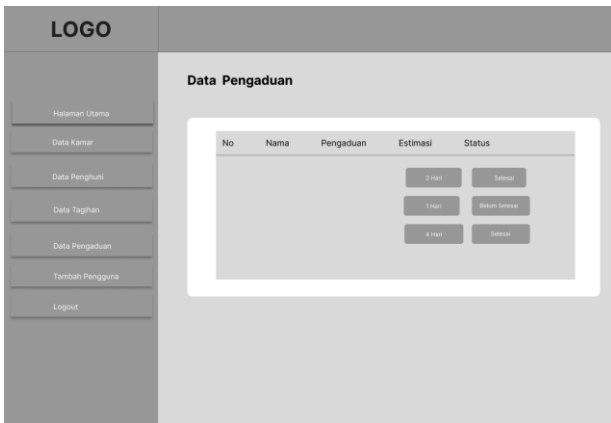 LOGO
Data Pengaduan
Halaman Utama
Data Kamar
Data Penghuni
Data Tagihan
Data Pengaduan
Tambah Pengguna
Logout
No Nama Pengaduan Estimasi Status
3 Hari Selesai
1 Hari Belum Selesai
4 Hari Selesai